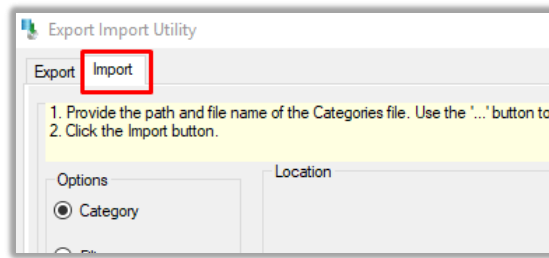 Export Import Utility
Export Import
1. Provide the path and file name of the Categories file. Use the '...' button to
2. Click the Import button.
Options
Location
Category